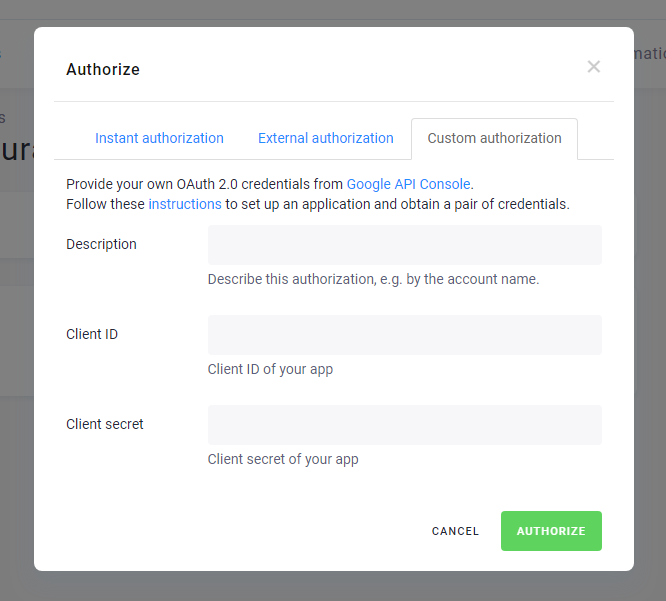 Authorize
Instant authorization External authorization Custom authorization
Provide your own OAuth 2.0 credentials from Google API Console.
Follow these instructions to set up an application and obtain a pair of credentials.
Description
Describe this authorization, e.g. by the account name.
Client ID
Client ID of your app
Client secret
Client secret of your app
CANCEL AUTHORIZE